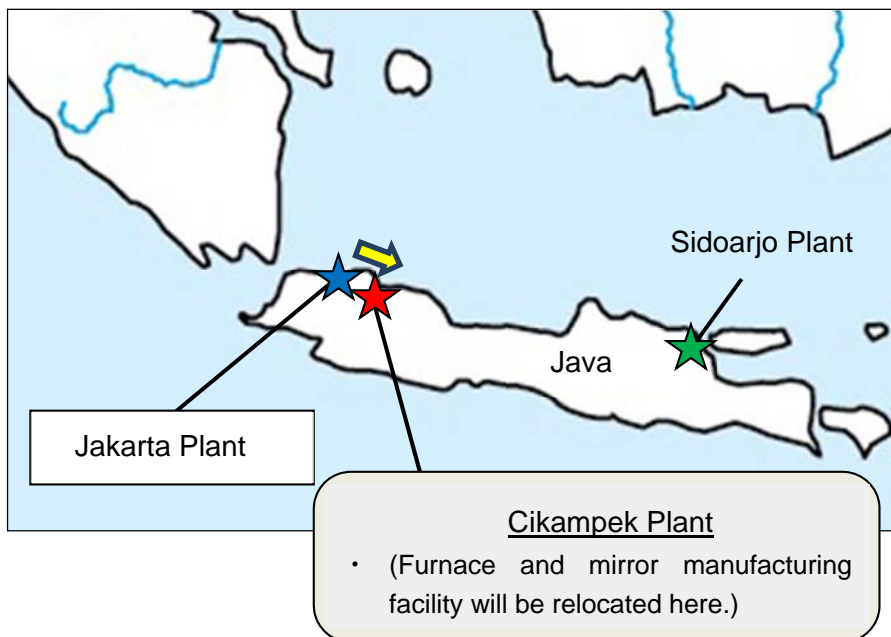 Sidoarjo Plant
Java
Jakarta Plant
Cikampek Plant
・ (Furnace and mirror manufacturing
facility will be relocated here.)